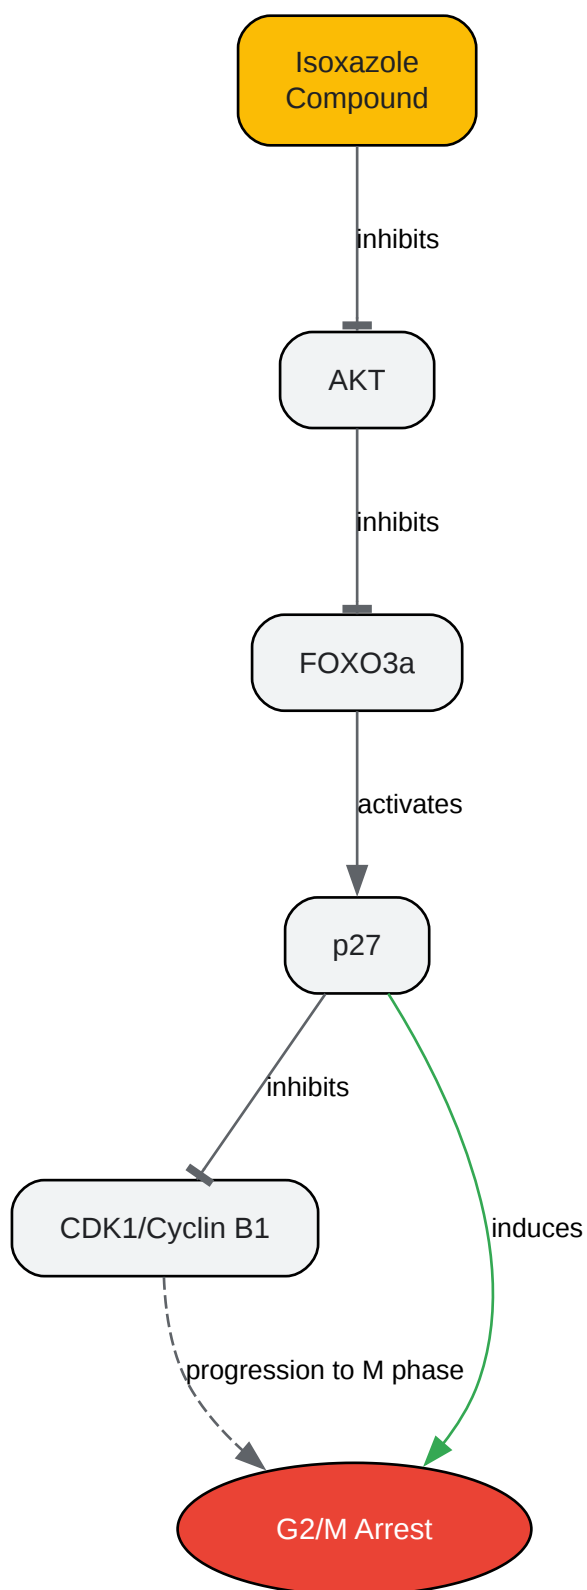 Isoxazole
Compound
inhibits
AKT
inhibits
FOXO3a
activates
p27
inhibits
CDK1/Cyclin B1
induces
progression to M phase
G2/M Arrest